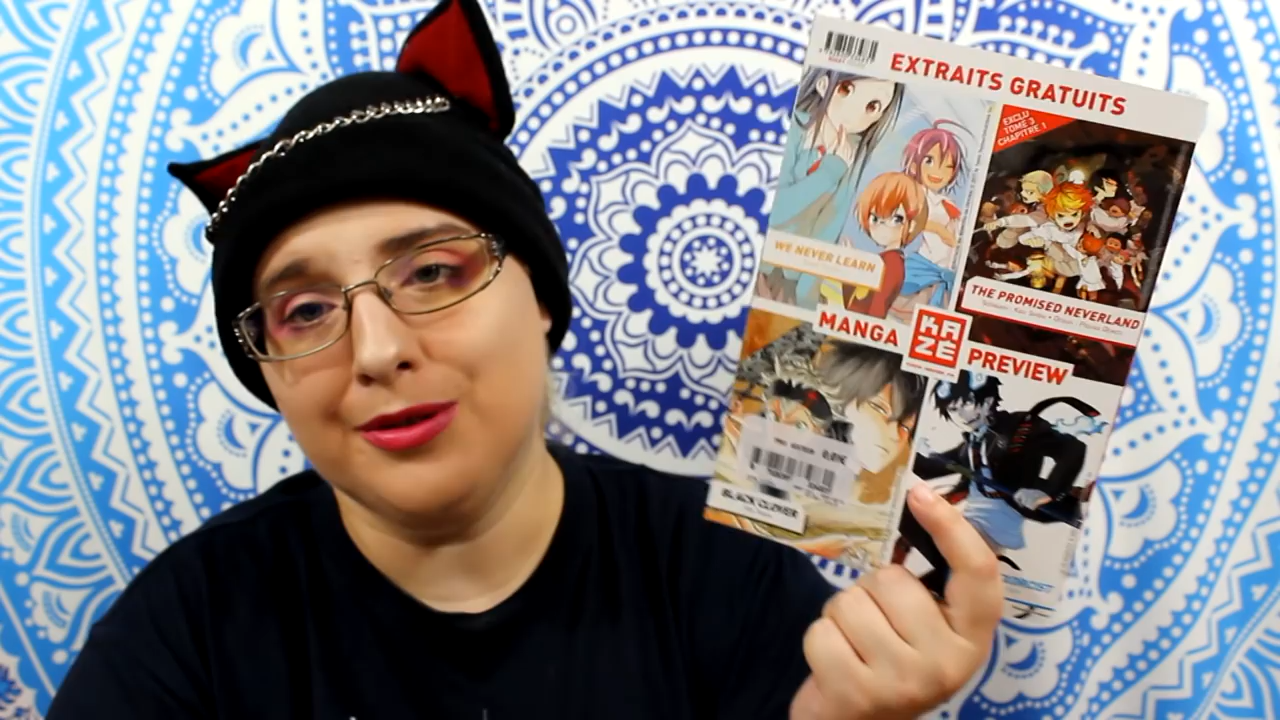 EXTRAITS GRATUITS
EXCLU
TOME 3
CHAPITRE 1
WE NEVER LEARN
THE PROMISED NEVERLAND
MANGA
KAZE
PREVIEW
BLACK CLOVER